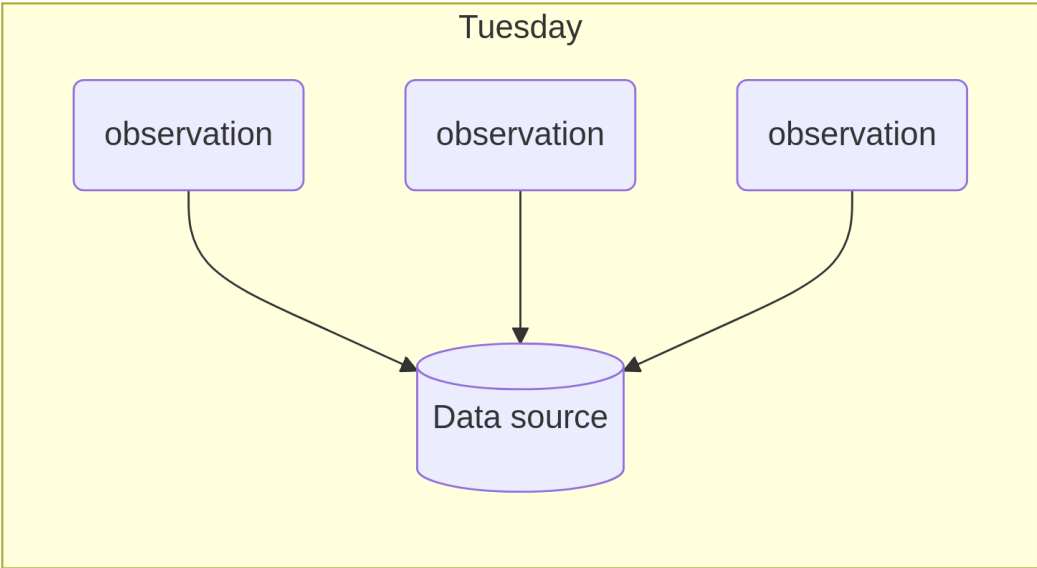 Tuesday
observation
observation
observation
Data source